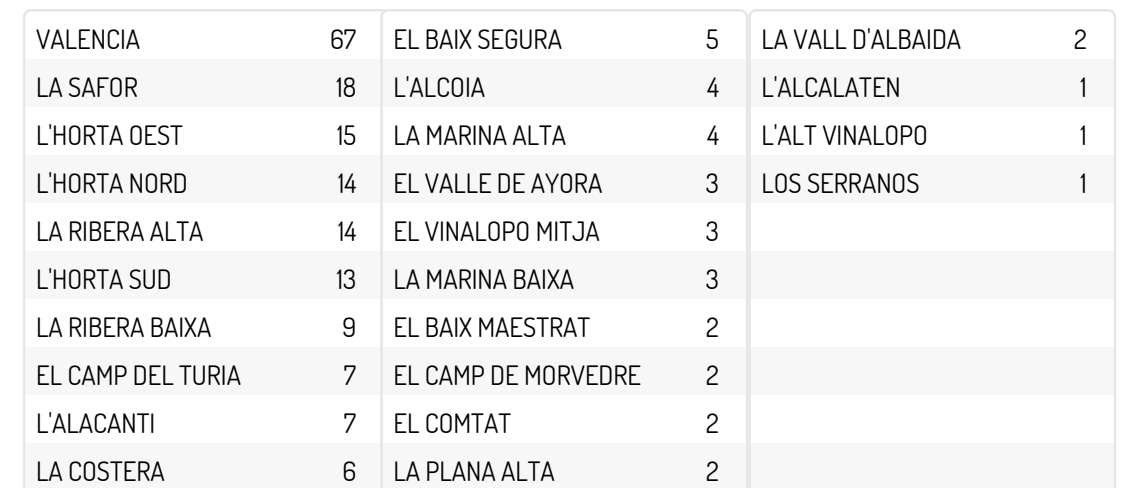 VALENCIA 67
LA SAFOR 18
L'HORTA OEST 15
L'HORTA NORD 14
LA RIBERA ALTA 14
L'HORTA SUD 13
LA RIBERA BAIXA 9
EL CAMP DEL TURIA 7
L'ALACANTI 7
LA COSTERA 6
EL BAIX SEGURA 5
L'ALCOIA 4
LA MARINA ALTA 4
EL VALLE DE AYORA 3
EL VINALOPO MITJA 3
LA MARINA BAIXA 3
EL BAIX MAESTRAT 2
EL CAMP DE MORVEDRE 2
EL COMTAT 2
LA PLANA ALTA 2
LA VALL D'ALBAIDA 2
L'ALCALATEN 1
L'ALT VINALOPO 1
LOS SERRANOS 1